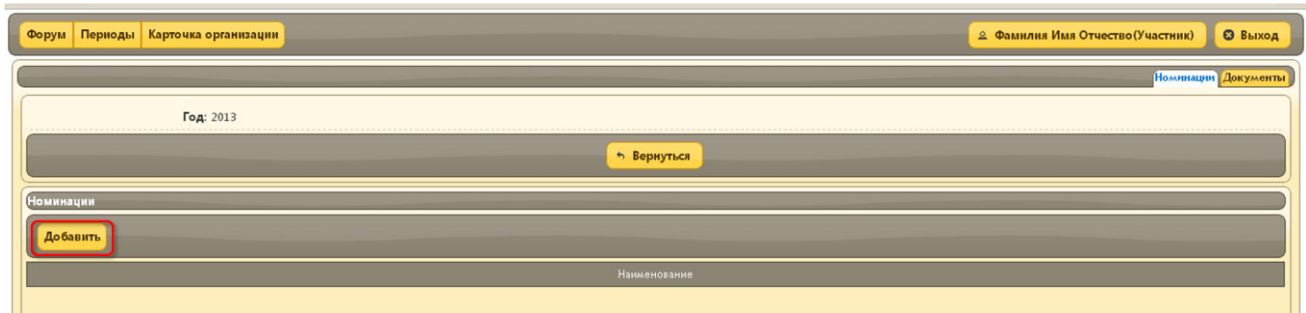 Форум Периоды Карточка организации Фамилия Имя Отчество(Участник) Выход
Номинации Документы
Год: 2013
Вернуться
Номинации
Добавить
Наименование